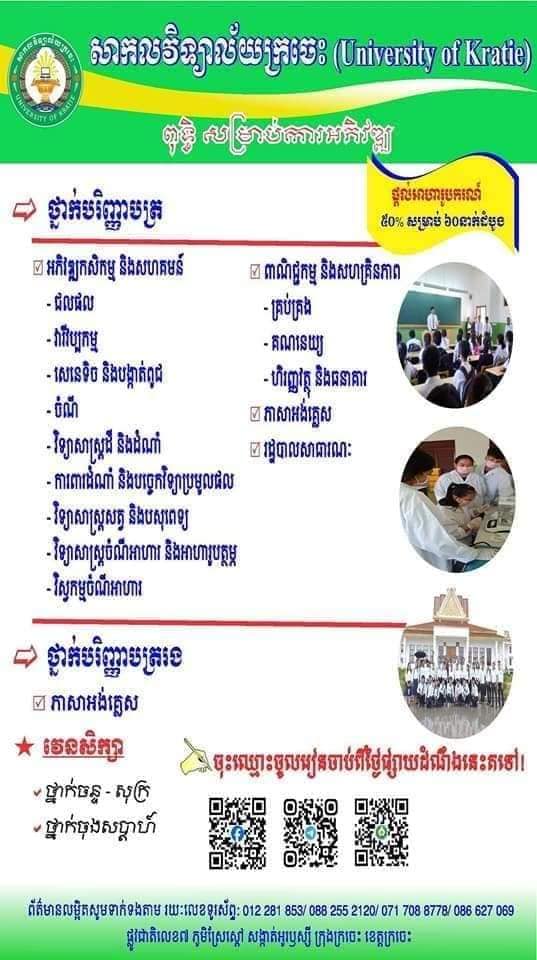 សាកលវិទ្យាល័យក្រចេះ (University of Kratie)
សាកលវិទ្យាល័យក្រចេះ
UNIVERSITY OF KRATIE
ពុទ្ធិ សម្រាប់ការអភិវឌ្ឍ
ផ្តល់អាហារូបករណ៍
៥០% សម្រាប់ ៦០នាក់ដំបូង
ថ្នាក់បរិញ្ញាបត្រ
អភិវឌ្ឍកសិកម្ម និងសហគមន៍
- ជលផល
- វារីវប្បកម្ម
- សេនេទិច និងបង្កាត់ពូជ
- ចំណី
- វិទ្យាសាស្ត្រដី និងដំណាំ
- ការពារដំណាំ និងបច្ចេកវិទ្យាប្រមូលផល
- វិទ្យាសាស្ត្រសត្វ និងបសុពេទ្យ
- វិទ្យាសាស្ត្រចំណីអាហារ និងអាហារូបត្ថម្ភ
- វិស្វកម្មចំណីអាហារ
ពាណិជ្ជកម្ម និងសហគ្រិនភាព
- គ្រប់គ្រង
- គណនេយ្យ
- ហិរញ្ញវត្ថុ និងធនាគារ
ភាសាអង់គ្លេស
រដ្ឋបាលសាធារណៈ
ថ្នាក់បរិញ្ញាបត្ររង
ភាសាអង់គ្លេស
វេនសិក្សា
ថ្នាក់ចន្ទ - សុក្រ
ថ្នាក់ចុងសប្តាហ៍
ចុះឈ្មោះចូលរៀនចាប់ពីថ្ងៃផ្សាយដំណឹងនេះតទៅ!
ព័ត៌មានលម្អិតសូមទាក់ទងតាម រយៈលេខទូរស័ព្ទ: 012 281 853/ 088 255 2120/ 071 708 8778/ 086 627 069
ផ្លូវជាតិលេខ៧ ភូមិស្រែស្តៅ សង្កាត់អូរឫស្សី ក្រុងក្រចេះ ខេត្តក្រចេះ